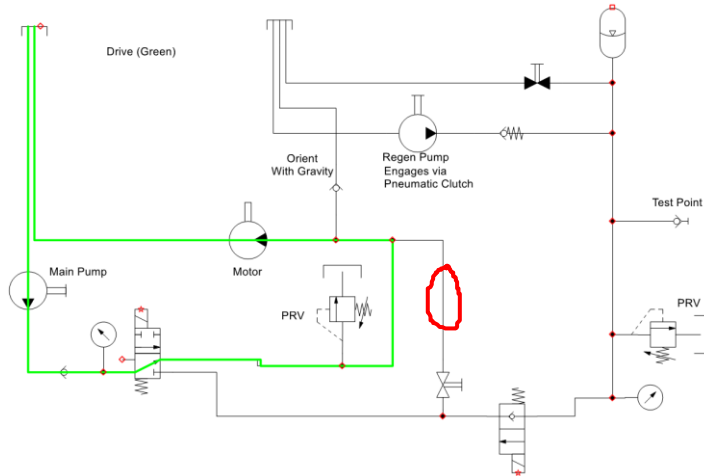 Drive (Green)
Orient
With Gravity
Regen Pump
Engages via
Pneumatic Clutch
Test Point
Main Pump
Motor
PRV
PRV